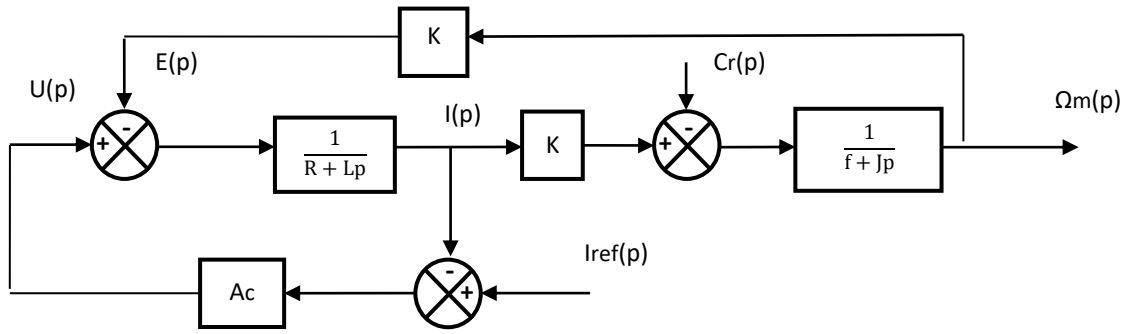 K
E(p)
Cr(p)
U(p)
I(p)
Ωm(p)
-
-
+
1
R + Lp
K
+
1
f + Jp
Iref(p)
-
+
Ac